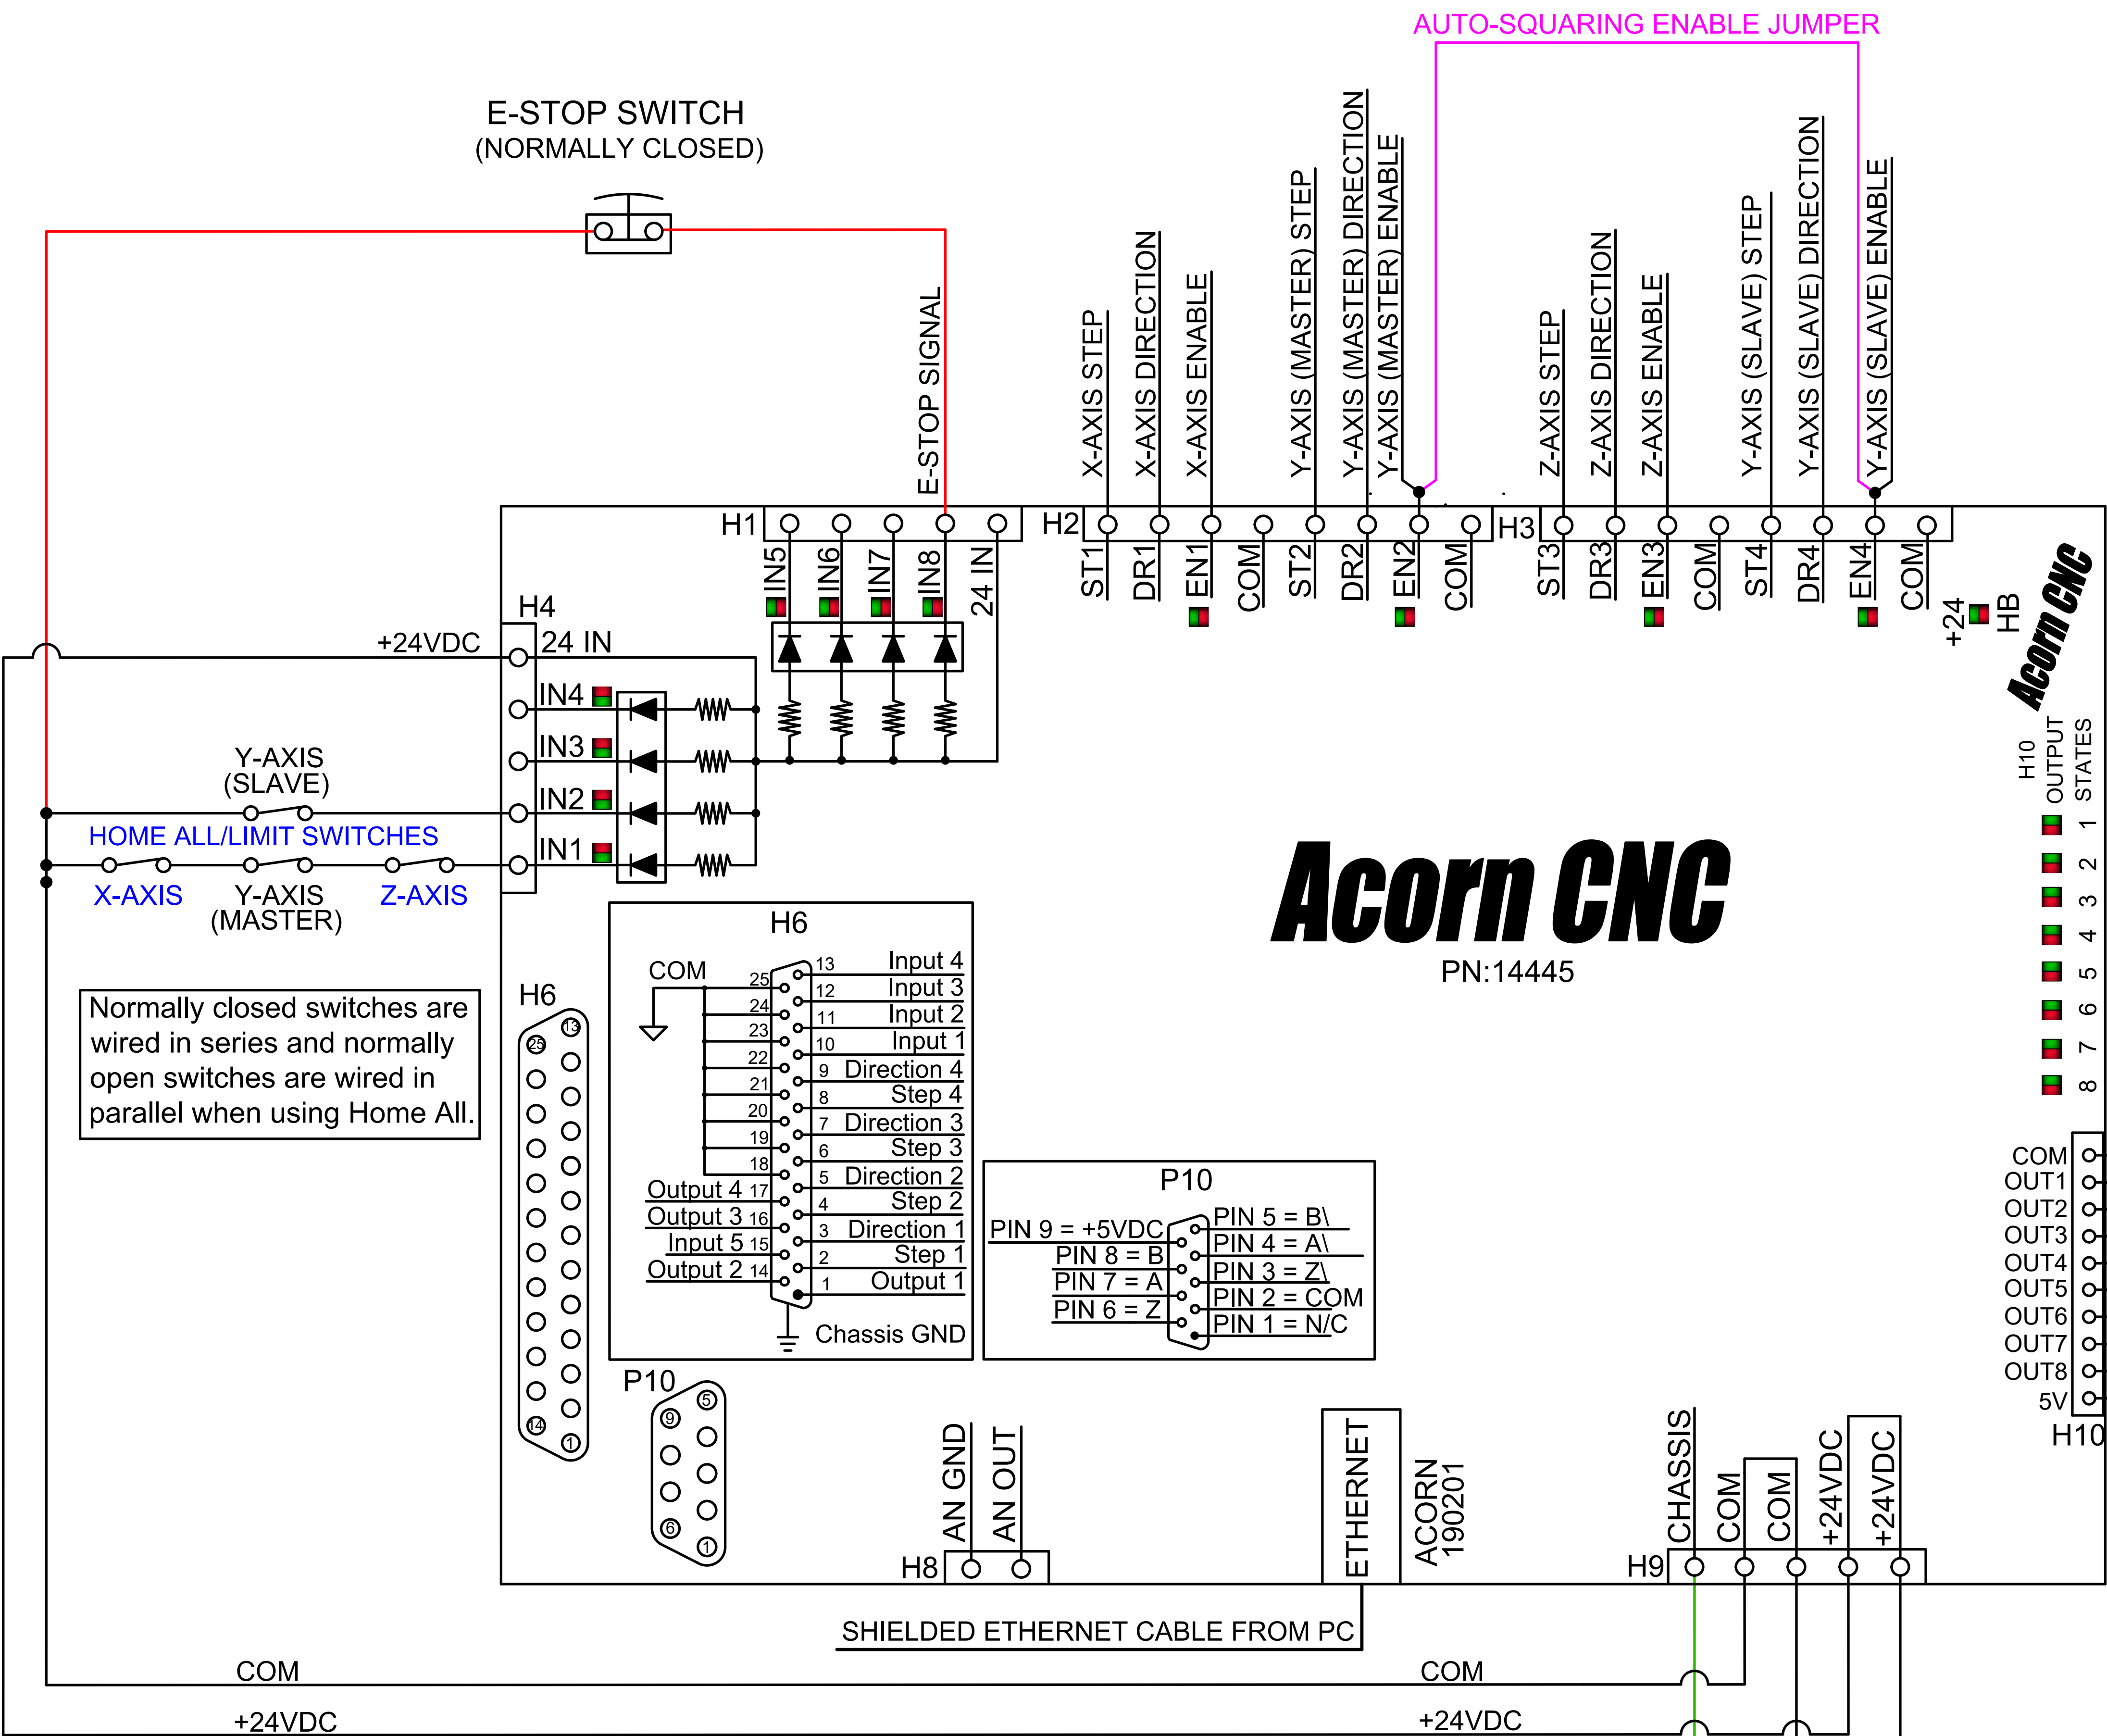 AUTO-SQUARING ENABLE JUMPER
E-STOP SWITCH
(NORMALLY CLOSED)
E-STOP SIGNAL
X-AXIS STEP
X-AXIS DIRECTION
X-AXIS ENABLE
Y-AXIS (MASTER) STEP
Y-AXIS (MASTER) DIRECTION
Y-AXIS (MASTER) ENABLE
Z-AXIS STEP
Z-AXIS DIRECTION
Z-AXIS ENABLE
Y-AXIS (SLAVE) STEP
Y-AXIS (SLAVE) DIRECTION
Y-AXIS (SLAVE) ENABLE
H1
IN5
IN6
IN7
IN8
24 IN
H2
ST1
DR1
EN1
COM
ST2
DR2
EN2
COM
H3
ST3
DR3
EN3
COM
ST4
DR4
EN4
COM
+24
HB
Acorn CNC
H4
+24VDC
24 IN
IN4
IN3
IN2
IN1
Y-AXIS
(SLAVE)
HOME ALL/LIMIT SWITCHES
X-AXIS
Y-AXIS
(MASTER)
Z-AXIS
H10
OUTPUT
STATES
1
2
3
4
5
6
7
8
Acorn CNC
PN:14445
Normally closed switches are
wired in series and normally
open switches are wired in
parallel when using Home All.
H6
13
25
14
1
H6
COM
25
24
23
22
21
20
19
18
Output 4 17
Output 3 16
Input 5 15
Output 2 14
13 Input 4
12 Input 3
11 Input 2
10 Input 1
9 Direction 4
8 Step 4
7 Direction 3
6 Step 3
5 Direction 2
4 Step 2
3 Direction 1
2 Step 1
1 Output 1
Chassis GND
P10
PIN 9 = +5VDC
PIN 8 = B
PIN 7 = A
PIN 6 = Z
PIN 5 = B\
PIN 4 = A\
PIN 3 = Z\
PIN 2 = COM
PIN 1 = N/C
P10
5
9
6
1
COM
OUT1
OUT2
OUT3
OUT4
OUT5
OUT6
OUT7
OUT8
5V
H10
AN GND
AN OUT
H8
ETHERNET
ACORN
190201
CHASSIS
COM
COM
+24VDC
+24VDC
H9
SHIELDED ETHERNET CABLE FROM PC
COM
COM
+24VDC
+24VDC